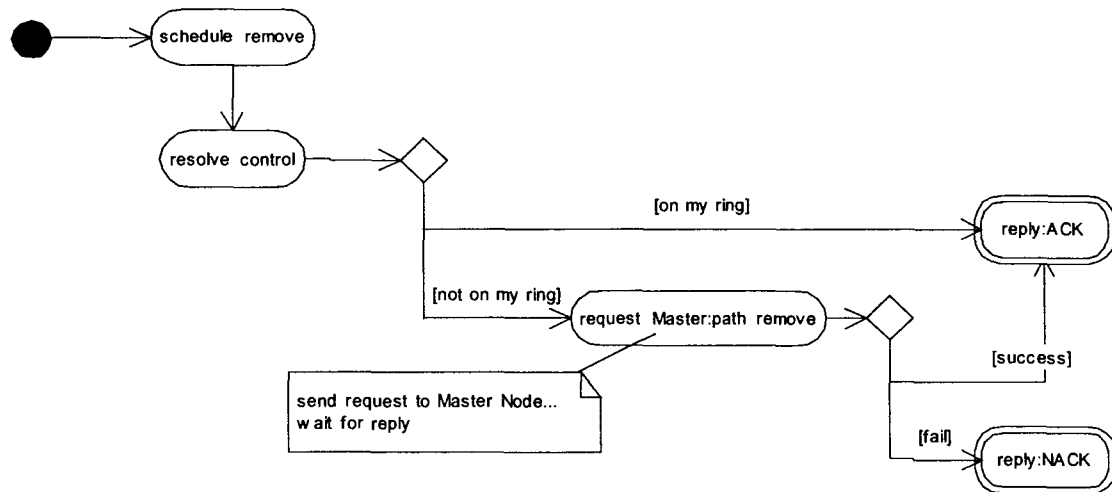 schedule remove
resolve control
[on my ring]
reply:ACK
[not on my ring]
request Master:path remove
[success]
send request to Master Node...
wait for reply
[fail]
reply:NACK